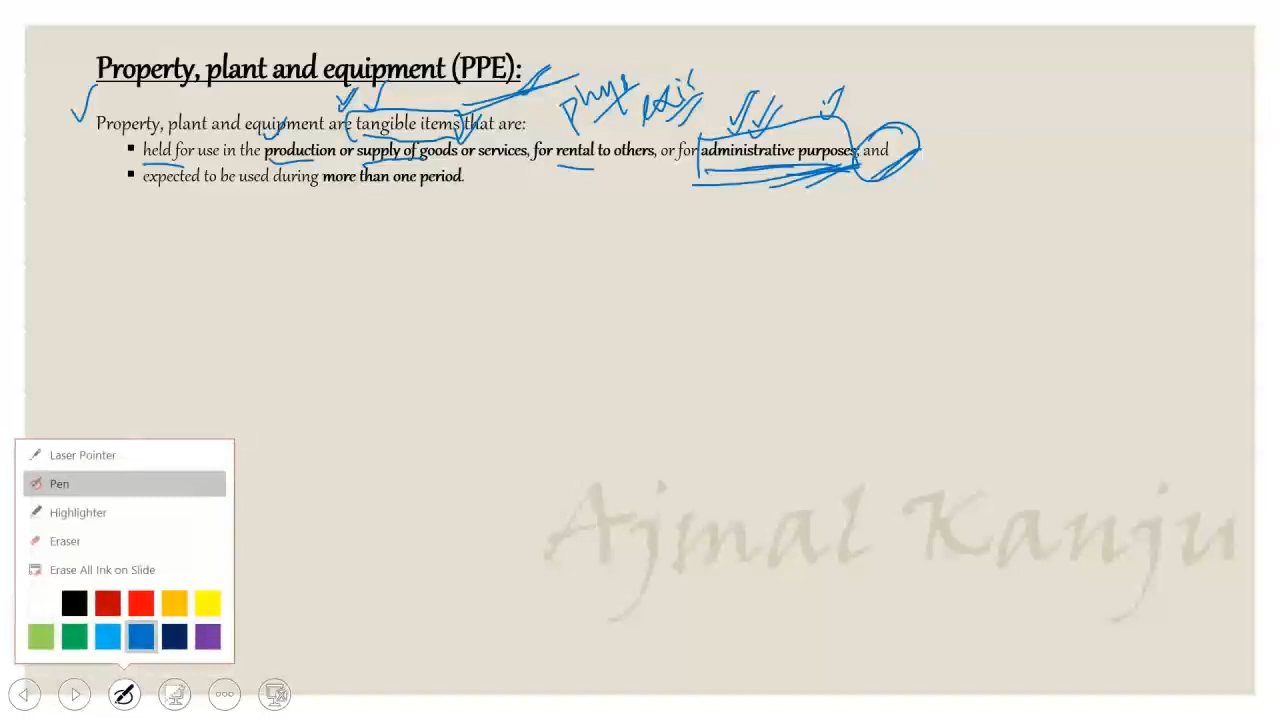 Property, plant and equipment (PPE):
phys exis
Property, plant and equipment are tangible items that are:
▪ held for use in the production or supply of goods or services, for rental to others, or for administrative purposes, and
▪ expected to be used during more than one period.
Laser Pointer
Pen
Highlighter
Eraser
Erase All Ink on Slide
Ajmal Kanju